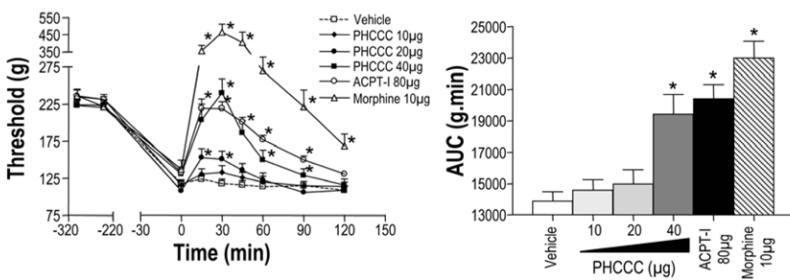 Threshold (g)
550
450
350
275
225
175
125
75
-320
-220
-30
0
30
60
90
120
150
Time (min)
Vehicle
PHCCC 10µg
PHCCC 20µg
PHCCC 40µg
ACPT-I 80µg
Morphine 10µg
* * * * * *
* * * * *
* * *
* *
AUC (g.min)
25000
23000
21000
19000
17000
15000
13000
* * *
Vehicle
10
20
40
PHCCC (µg)
ACPT-I
80µg
Morphine
10µg